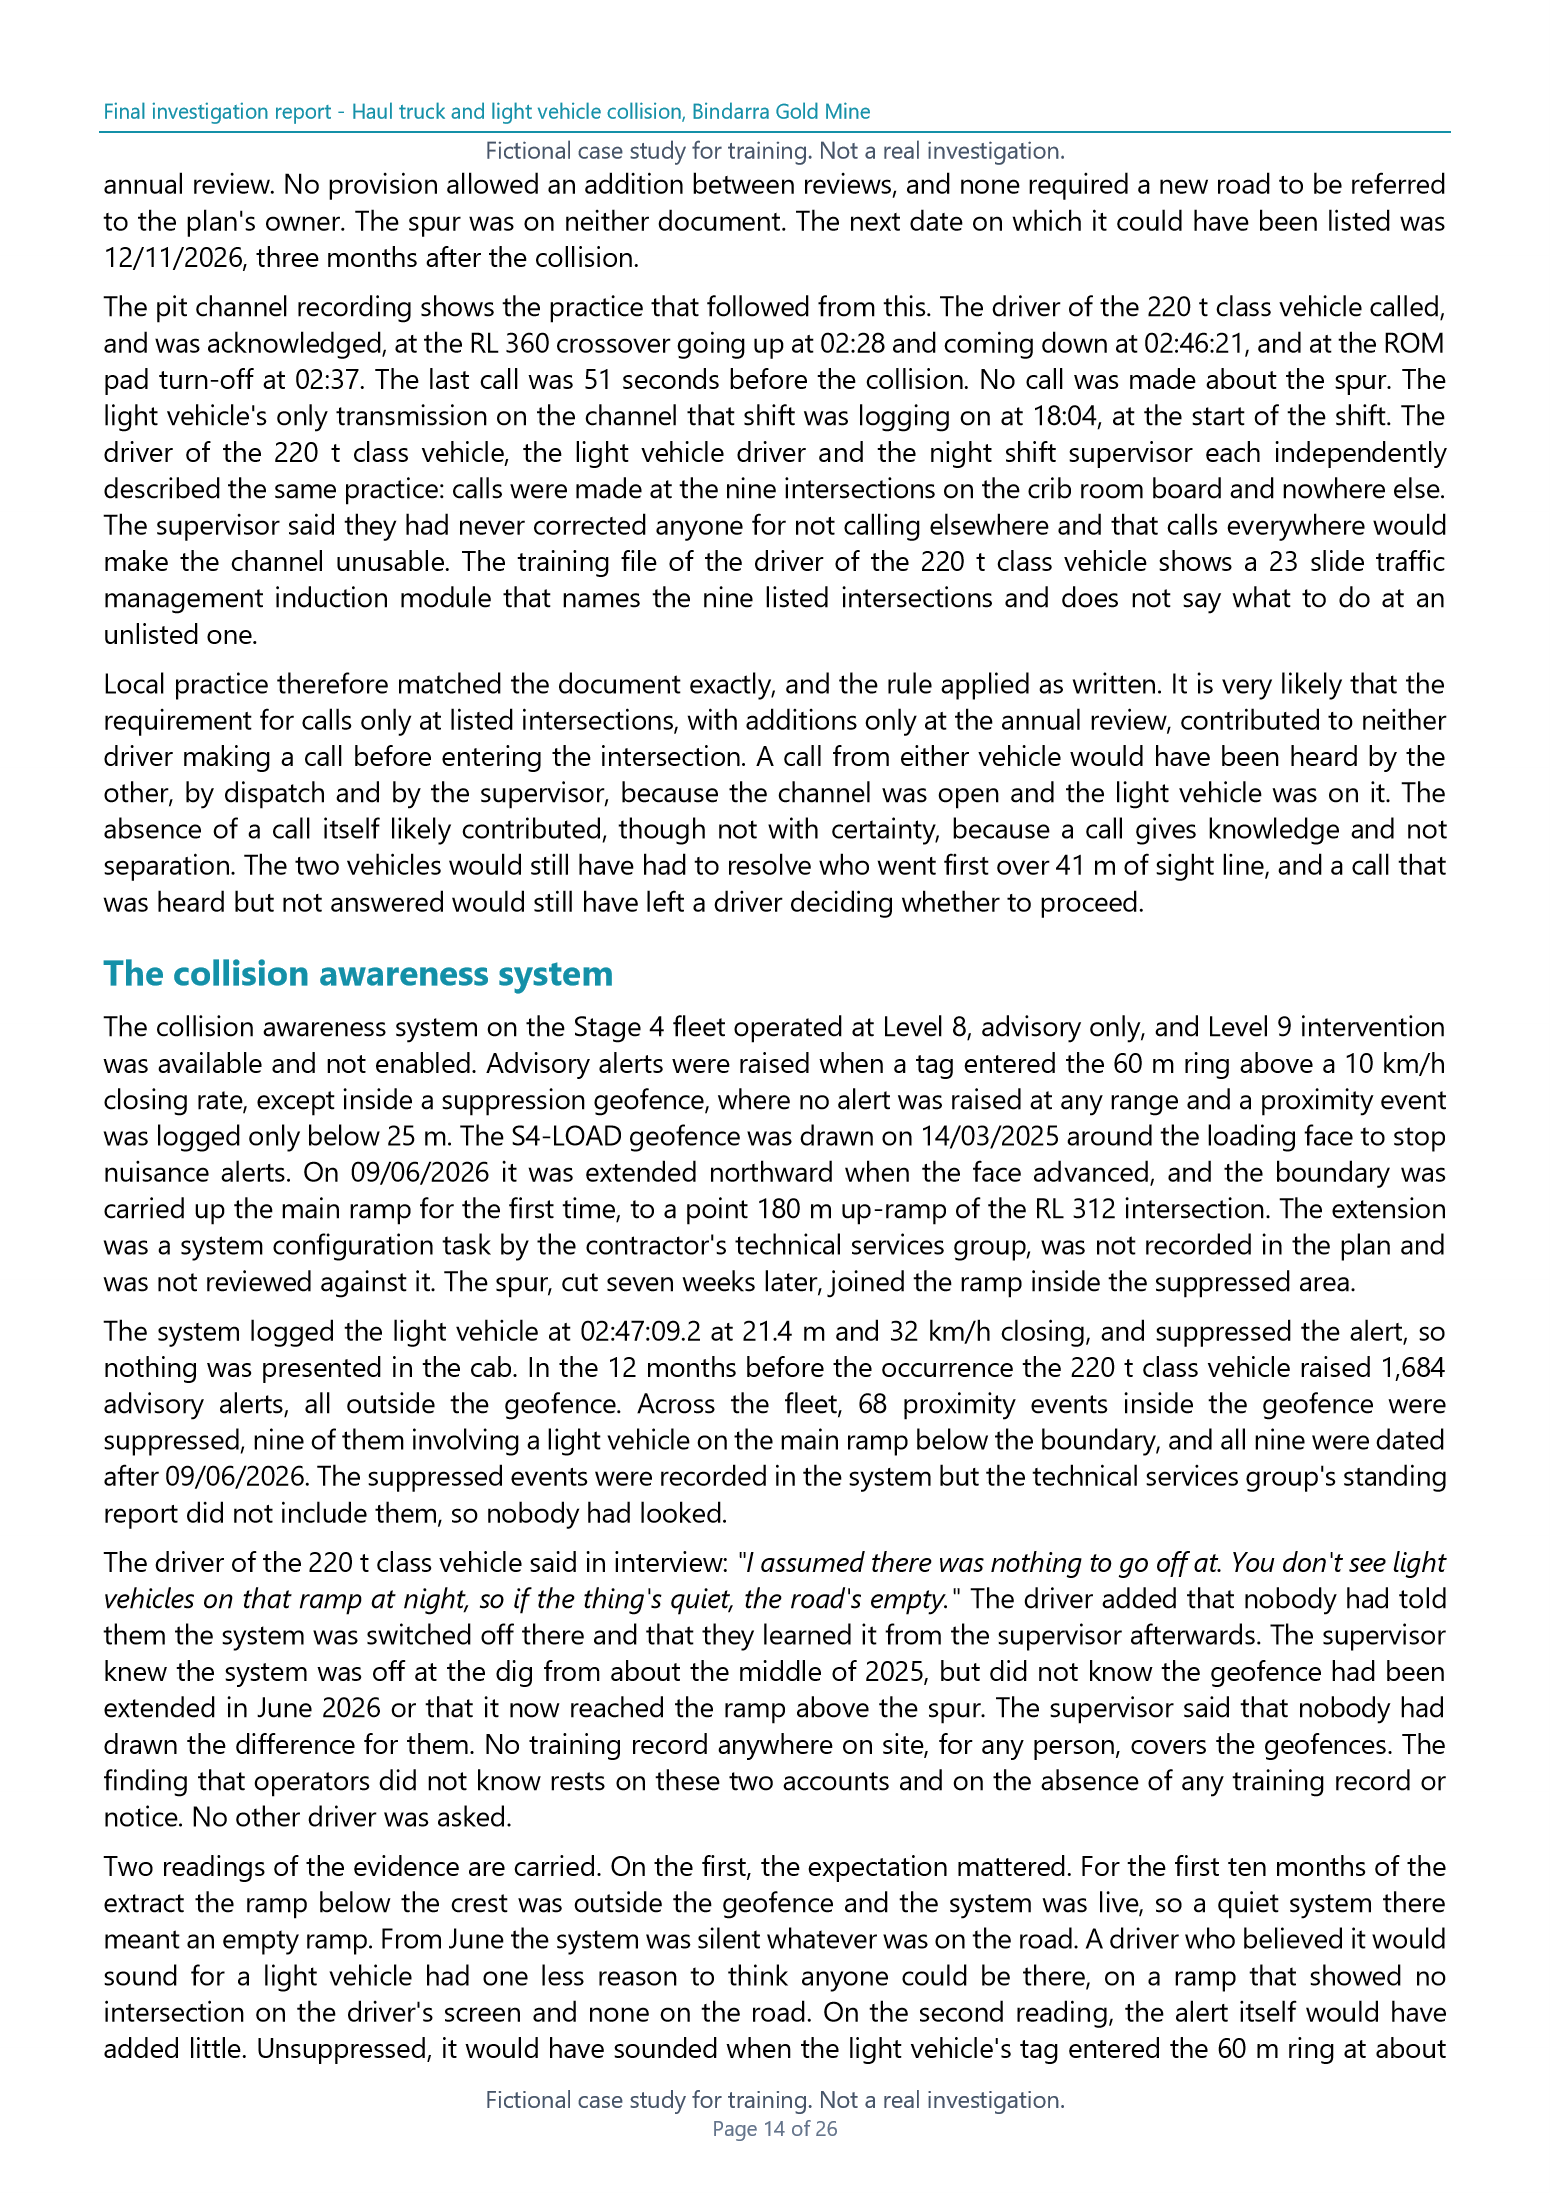 Final investigation report - Haul truck and light vehicle collision, Bindarra Gold Mine
Fictional case study for training. Not a real investigation.
annual review. No provision allowed an addition between reviews, and none required a new road to be referred
to the plan's owner. The spur was on neither document. The next date on which it could have been listed was
12/11/2026, three months after the collision.
The pit channel recording shows the practice that followed from this. The driver of the 220 t class vehicle called,
and was acknowledged, at the RL 360 crossover going up at 02:28 and coming down at 02:46:21, and at the ROM
pad turn-off at 02:37. The last call was 51 seconds before the collision. No call was made about the spur. The
light vehicle's only transmission on the channel that shift was logging on at 18:04, at the start of the shift. The
driver of the 220 t class vehicle, the light vehicle driver and the night shift supervisor each independently
described the same practice: calls were made at the nine intersections on the crib room board and nowhere else.
The supervisor said they had never corrected anyone for not calling elsewhere and that calls everywhere would
make the channel unusable. The training file of the driver of the 220 t class vehicle shows a 23 slide traffic
management induction module that names the nine listed intersections and does not say what to do at an
unlisted one.
Local practice therefore matched the document exactly, and the rule applied as written. It is very likely that the
requirement for calls only at listed intersections, with additions only at the annual review, contributed to neither
driver making a call before entering the intersection. A call from either vehicle would have been heard by the
other, by dispatch and by the supervisor, because the channel was open and the light vehicle was on it. The
absence of a call itself likely contributed, though not with certainty, because a call gives knowledge and not
separation. The two vehicles would still have had to resolve who went first over 41 m of sight line, and a call that
was heard but not answered would still have left a driver deciding whether to proceed.
The collision awareness system
The collision awareness system on the Stage 4 fleet operated at Level 8, advisory only, and Level 9 intervention
was available and not enabled. Advisory alerts were raised when a tag entered the 60 m ring above a 10 km/h
closing rate, except inside a suppression geofence, where no alert was raised at any range and a proximity event
was logged only below 25 m. The S4-LOAD geofence was drawn on 14/03/2025 around the loading face to stop
nuisance alerts. On 09/06/2026 it was extended northward when the face advanced, and the boundary was
carried up the main ramp for the first time, to a point 180 m up-ramp of the RL 312 intersection. The extension
was a system configuration task by the contractor's technical services group, was not recorded in the plan and
was not reviewed against it. The spur, cut seven weeks later, joined the ramp inside the suppressed area.
The system logged the light vehicle at 02:47:09.2 at 21.4 m and 32 km/h closing, and suppressed the alert, so
nothing was presented in the cab. In the 12 months before the occurrence the 220 t class vehicle raised 1,684
advisory alerts, all outside the geofence. Across the fleet, 68 proximity events inside the geofence were
suppressed, nine of them involving a light vehicle on the main ramp below the boundary, and all nine were dated
after 09/06/2026. The suppressed events were recorded in the system but the technical services group's standing
report did not include them, so nobody had looked.
The driver of the 220 t class vehicle said in interview: "I assumed there was nothing to go off at. You don't see light
vehicles on that ramp at night, so if the thing's quiet, the road's empty." The driver added that nobody had told
them the system was switched off there and that they learned it from the supervisor afterwards. The supervisor
knew the system was off at the dig from about the middle of 2025, but did not know the geofence had been
extended in June 2026 or that it now reached the ramp above the spur. The supervisor said that nobody had
drawn the difference for them. No training record anywhere on site, for any person, covers the geofences. The
finding that operators did not know rests on these two accounts and on the absence of any training record or
notice. No other driver was asked.
Two readings of the evidence are carried. On the first, the expectation mattered. For the first ten months of the
extract the ramp below the crest was outside the geofence and the system was live, so a quiet system there
meant an empty ramp. From June the system was silent whatever was on the road. A driver who believed it would
sound for a light vehicle had one less reason to think anyone could be there, on a ramp that showed no
intersection on the driver's screen and none on the road. On the second reading, the alert itself would have
added little. Unsuppressed, it would have sounded when the light vehicle's tag entered the 60 m ring at about
Fictional case study for training. Not a real investigation.
Page 14 of 26